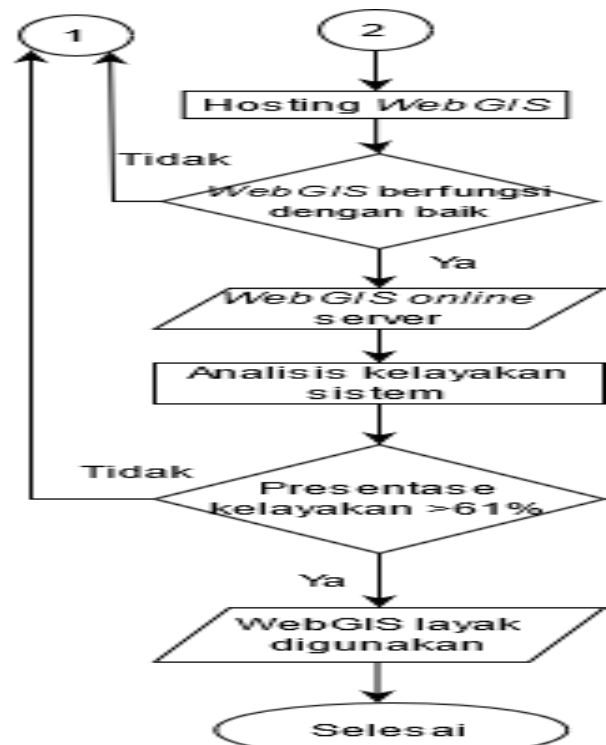 1
2
Hosting WebGIS
Tidak
WebGIS berfungsi
dengan baik
Ya
WebGIS online
server
Analisis kelayakan
sistem
Tidak
Presentase
kelayakan >61%
Ya
WebGIS layak
digunakan
Selesai